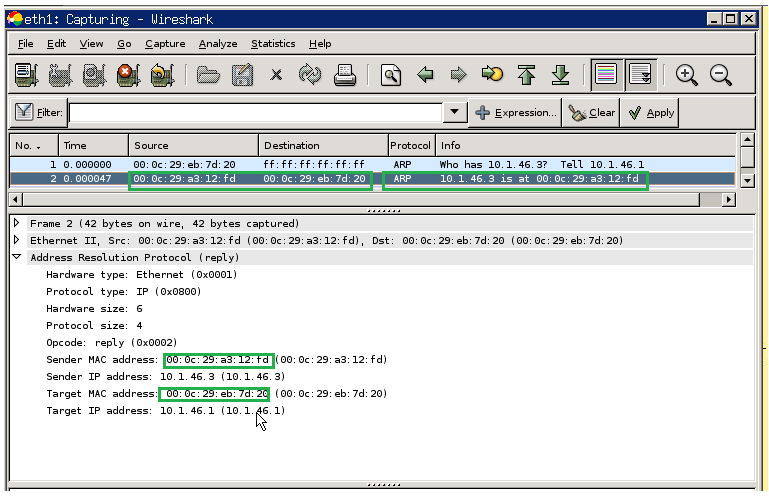 eth1: Capturing - Wireshark
File Edit View Go Capture Analyze Statistics Help
Filter: Expression... Clear Apply
No. . Time Source Destination Protocol Info
1 0.000000 00:0c:29:eb:7d:20 ff:ff:ff:ff:ff:ff ARP Who has 10.1.46.3? Tell 10.1.46.1
2 0.000047 00:0c:29:a3:12:fd 00:0c:29:eb:7d:20 ARP 10.1.46.3 is at 00:0c:29:a3:12:fd
Frame 2 (42 bytes on wire, 42 bytes captured)
Ethernet II, Src: 00:0c:29:a3:12:fd (00:0c:29:a3:12:fd), Dst: 00:0c:29:eb:7d:20 (00:0c:29:eb:7d:20)
Address Resolution Protocol (reply)
Hardware type: Ethernet (0x0001)
Protocol type: IP (0x0800)
Hardware size: 6
Protocol size: 4
Opcode: reply (0x0002)
Sender MAC address: 00:0c:29:a3:12:fd (00:0c:29:a3:12:fd)
Sender IP address: 10.1.46.3 (10.1.46.3)
Target MAC address: 00:0c:29:eb:7d:20 (00:0c:29:eb:7d:20)
Target IP address: 10.1.46.1 (10.1.46.1)